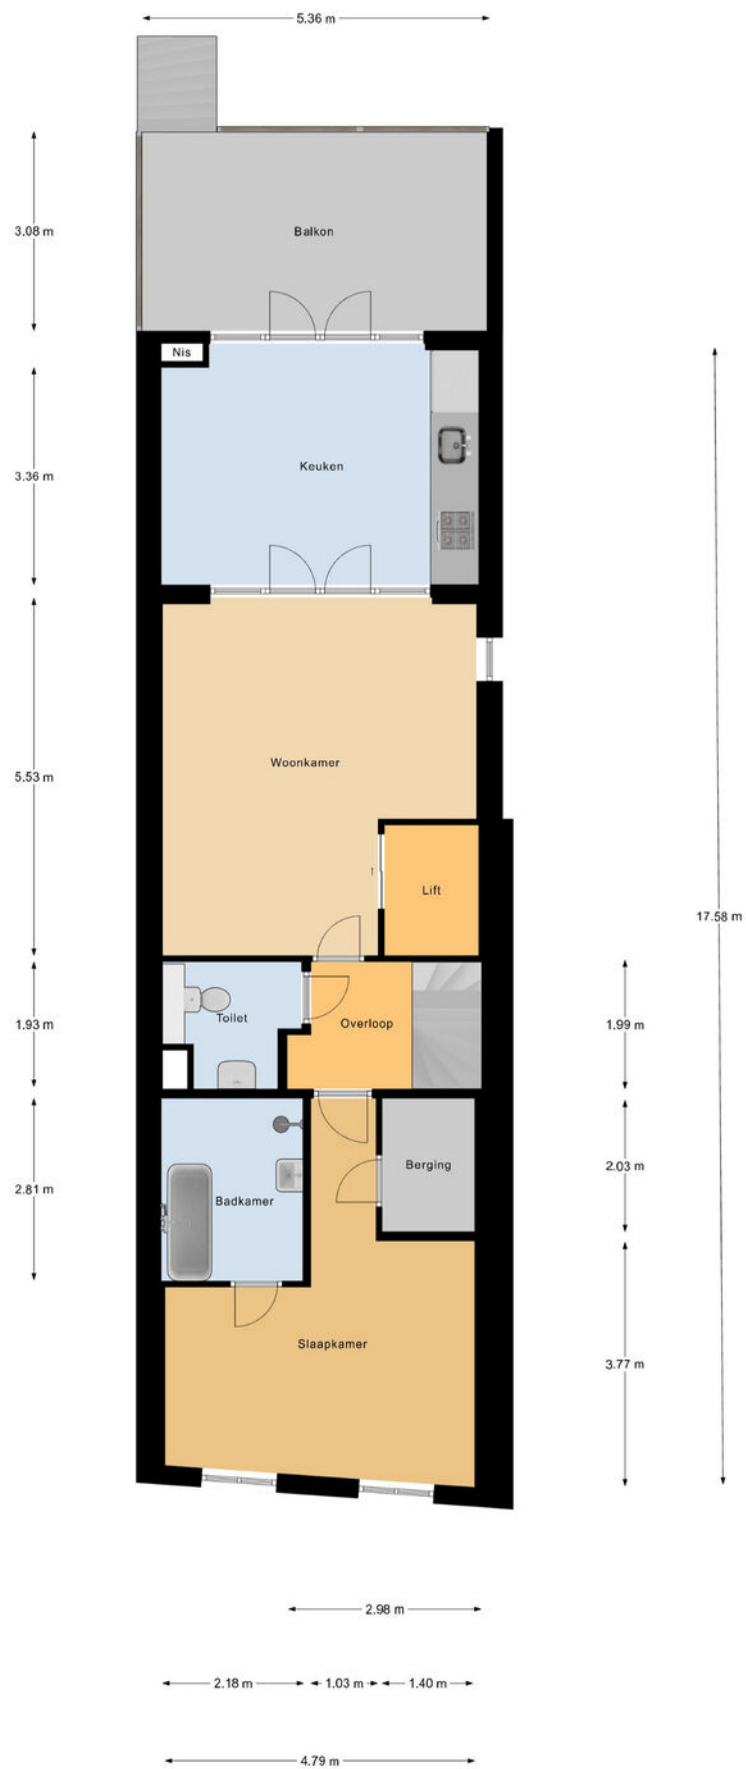 5.36 m
Balkon
3.08 m
Nis
Keuken
3.36 m
Woonkamer
5.53 m
Lift
17.58 m
Toilet
Overloop
1.93 m
1.99 m
Berging
2.03 m
2.81 m
Badkamer
Slaapkamer
3.77 m
2.98 m
2.18 m
1.03 m
1.40 m
4.79 m